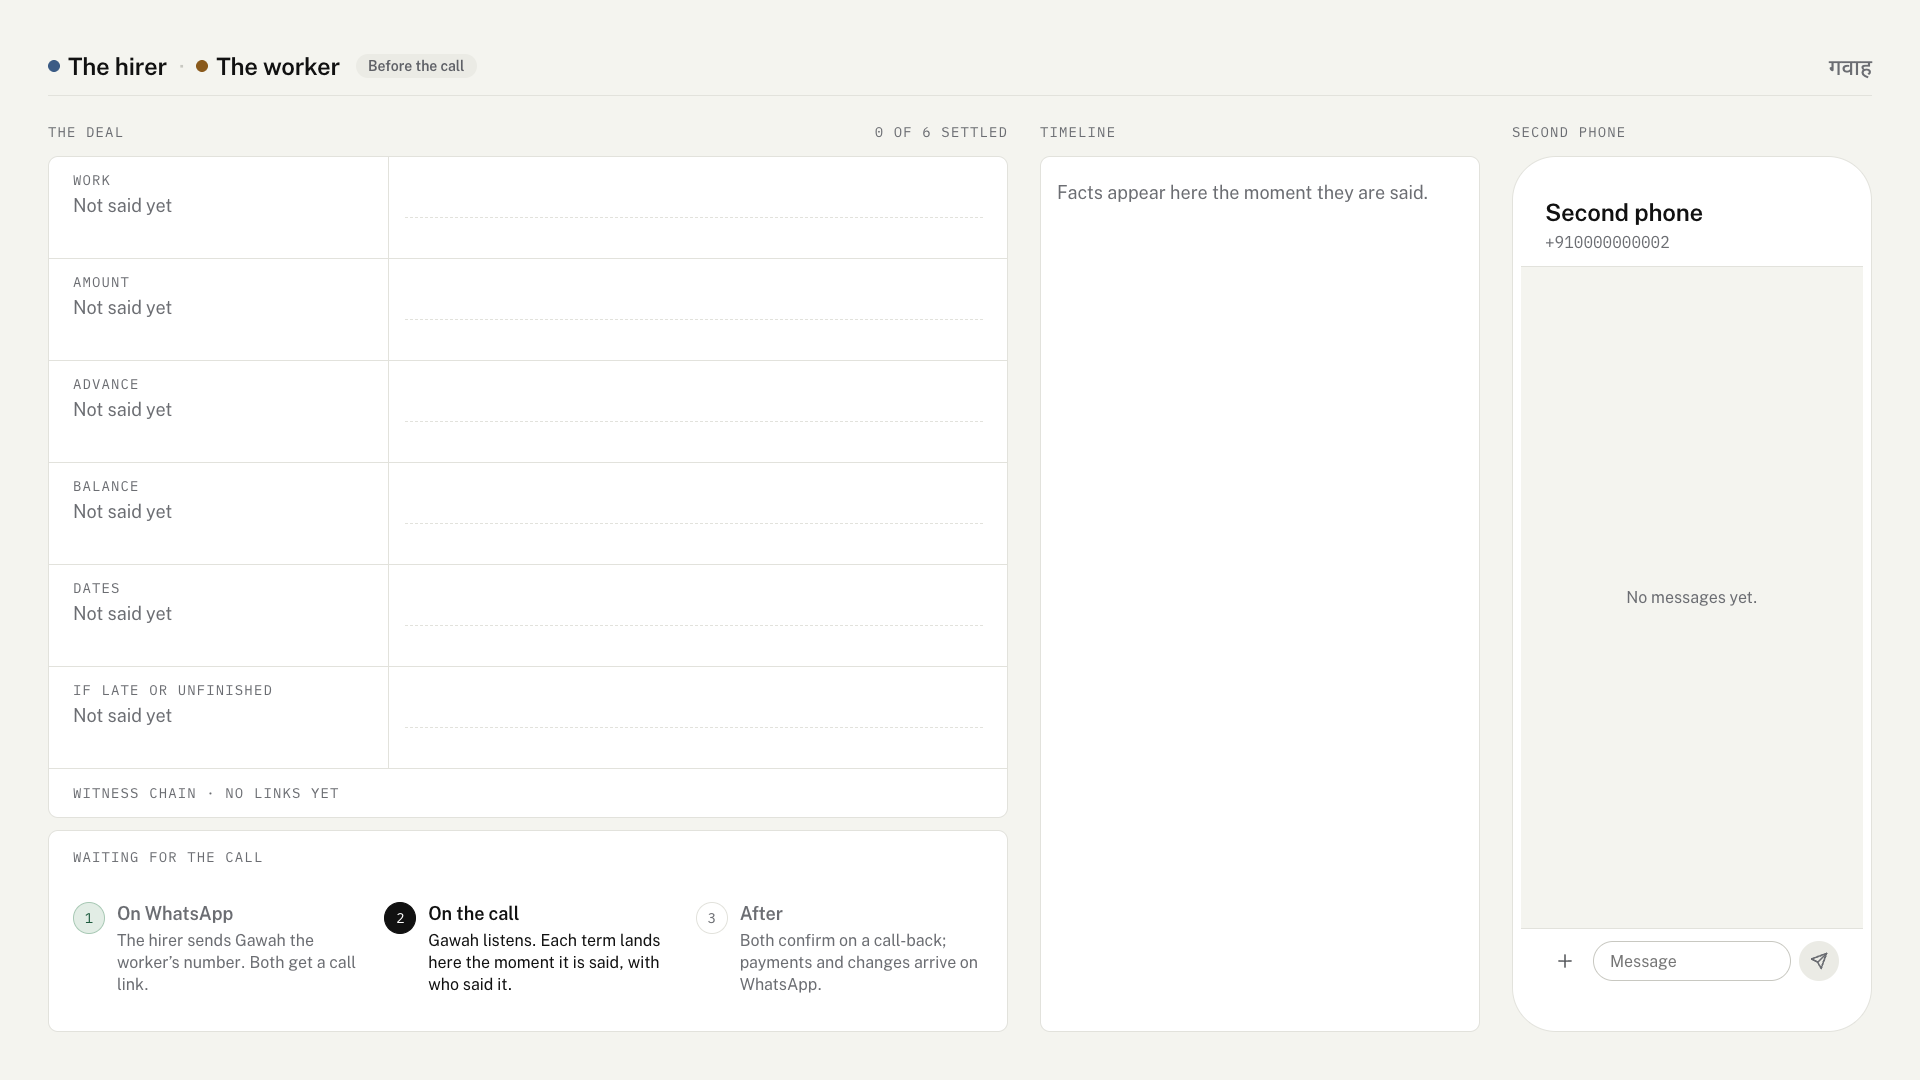 The hirer · The worker Before the call
गवाह
THE DEAL 0 OF 6 SETTLED
WORK
Not said yet
AMOUNT
Not said yet
ADVANCE
Not said yet
BALANCE
Not said yet
DATES
Not said yet
IF LATE OR UNFINISHED
Not said yet
WITNESS CHAIN · NO LINKS YET
WAITING FOR THE CALL
1 On WhatsApp
The hirer sends Gawah the
worker’s number. Both get a call
link.
2 On the call
Gawah listens. Each term lands
here the moment it is said, with
who said it.
3 After
Both confirm on a call-back;
payments and changes arrive on
WhatsApp.
TIMELINE
Facts appear here the moment they are said.
SECOND PHONE
Second phone
+910000000002
No messages yet.
Message